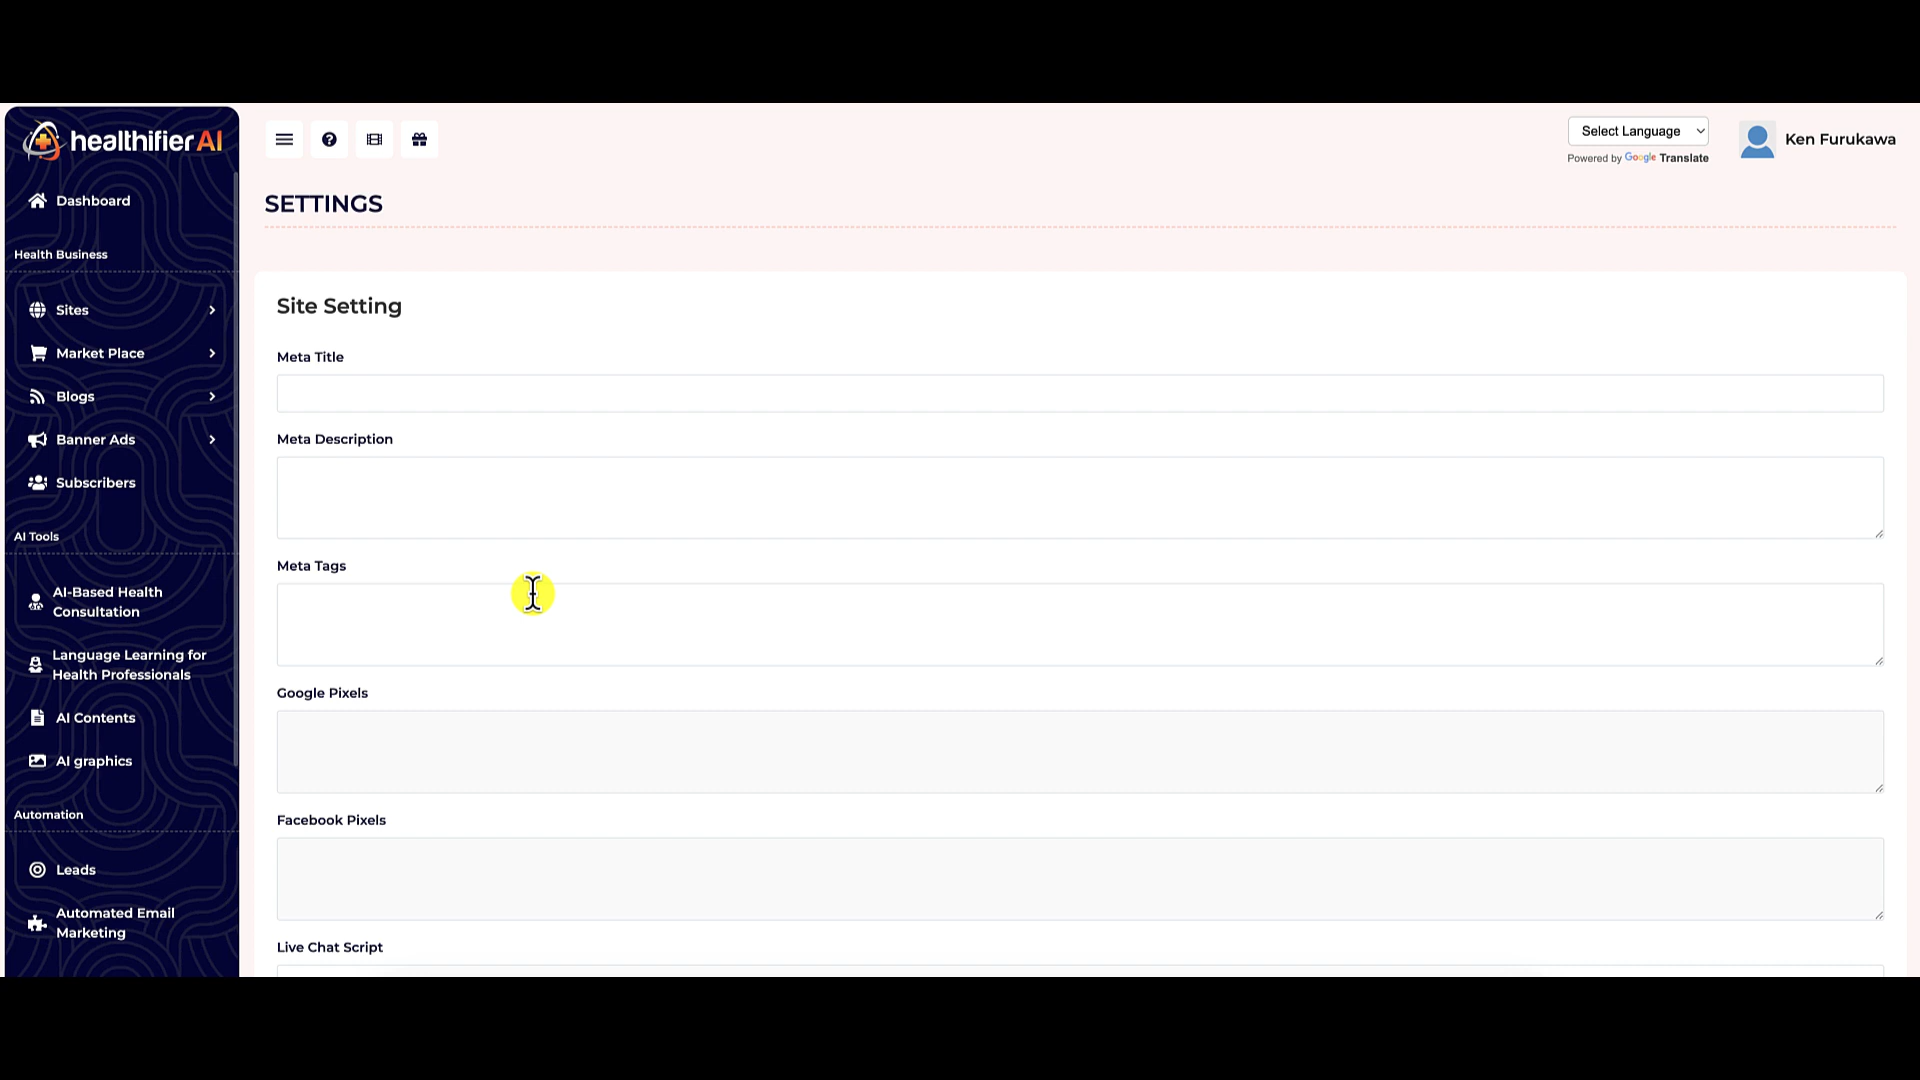 healthifierAI
Select Language
Powered by Google Translate
Ken Furukawa
Dashboard
Health Business
Sites
Market Place
Blogs
Banner Ads
Subscribers
AI Tools
AI-Based Health
Consultation
Language Learning for
Health Professionals
AI Contents
AI graphics
Automation
Leads
Automated Email
Marketing
SETTINGS
Site Setting
Meta Title
Meta Description
Meta Tags
Google Pixels
Facebook Pixels
Live Chat Script